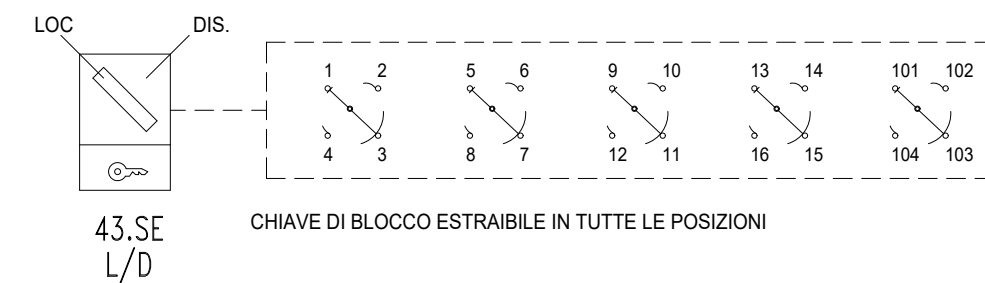 LOC DIS.
1 2 5 6 9 10 13 14 101 102
4 3 8 7 12 11 16 15 104 103
43.SE
L/D
CHIAVE DI BLOCCO ESTRAIBILE IN TUTTE LE POSIZIONI